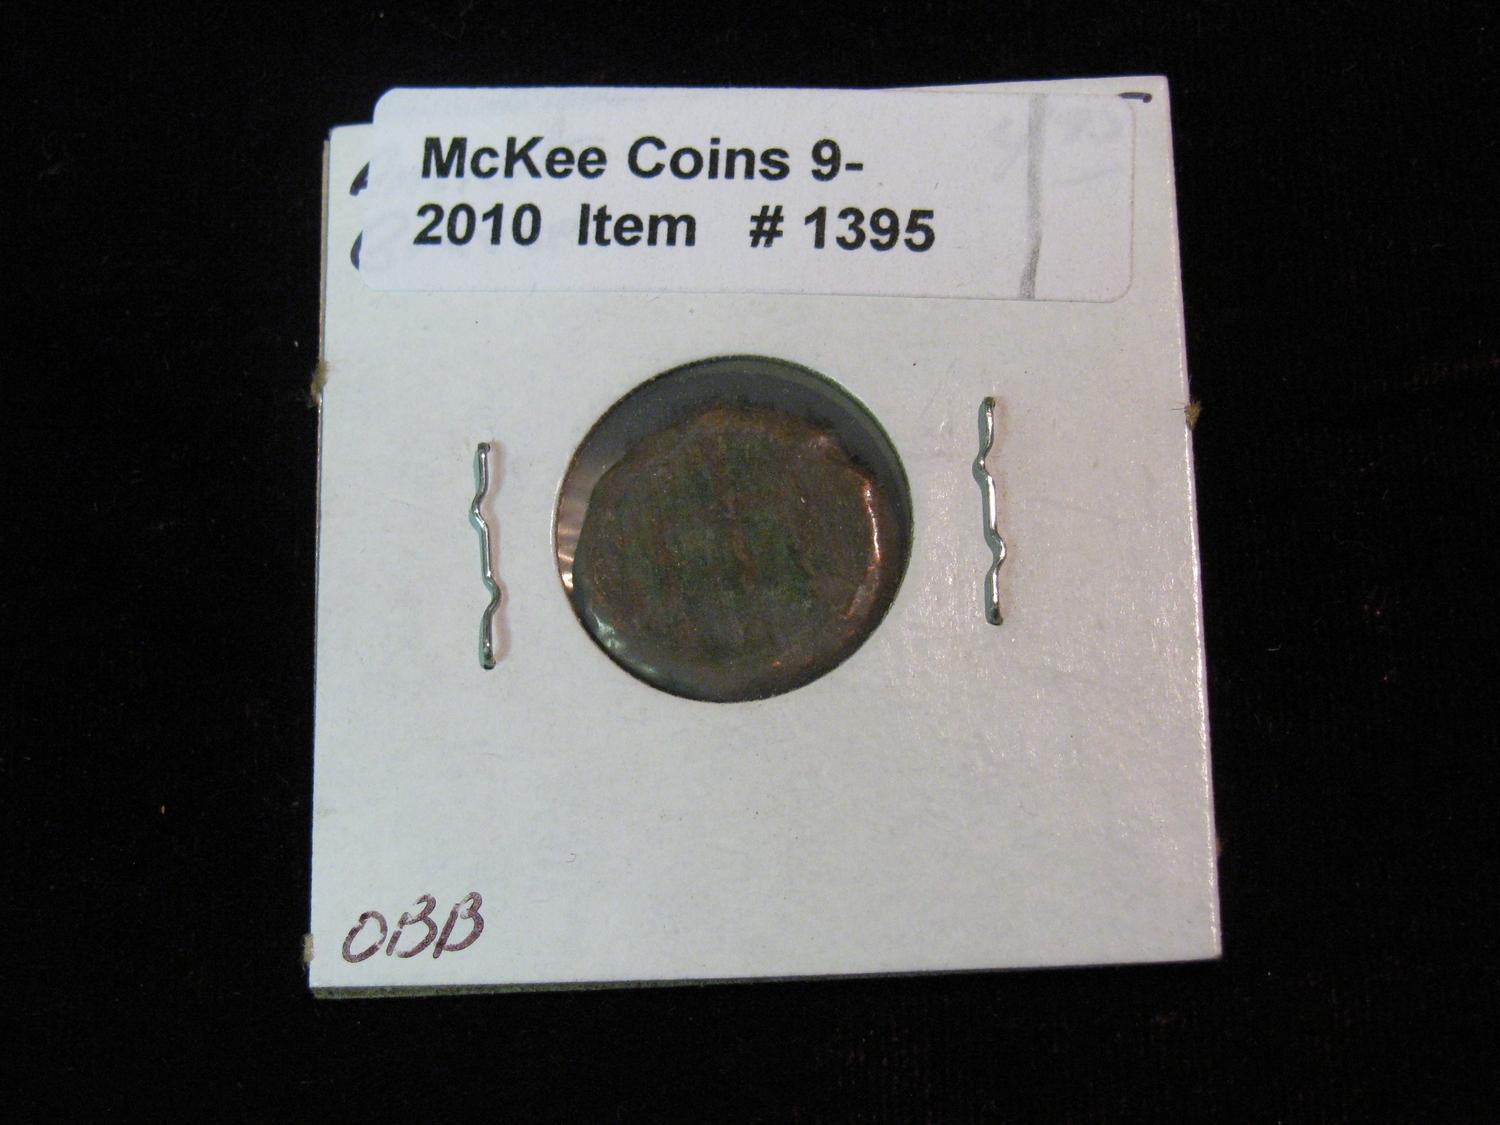 McKee Coins 9-
2010 Item # 1395
OBB